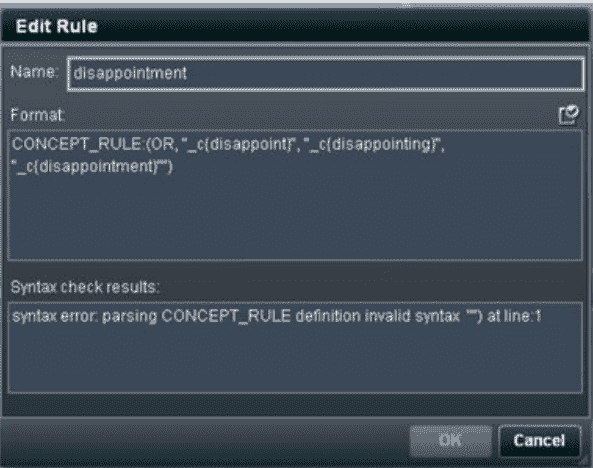 Edit Rule
Name: disappointment
Format:
CONCEPT_RULE:(OR, "_c{disappoint}", "_c{disappointing}",
"_c{disappointment}"")
Syntax check results:
syntax error: parsing CONCEPT_RULE definition invalid syntax "") at line:1
OK Cancel